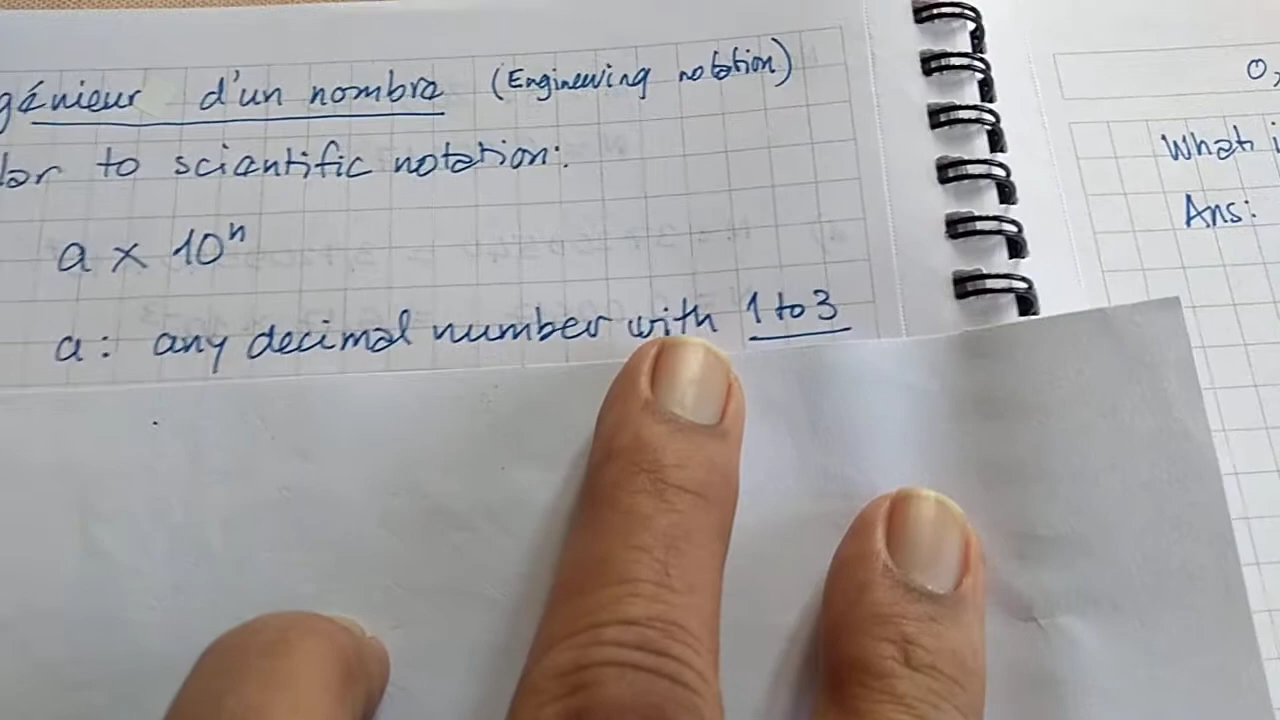 génieur d'un nombre (Engineering notation)
lar to scientific notation:
a × 10ⁿ
a: any decimal number with 1 to 3
0,
What i
Ans: